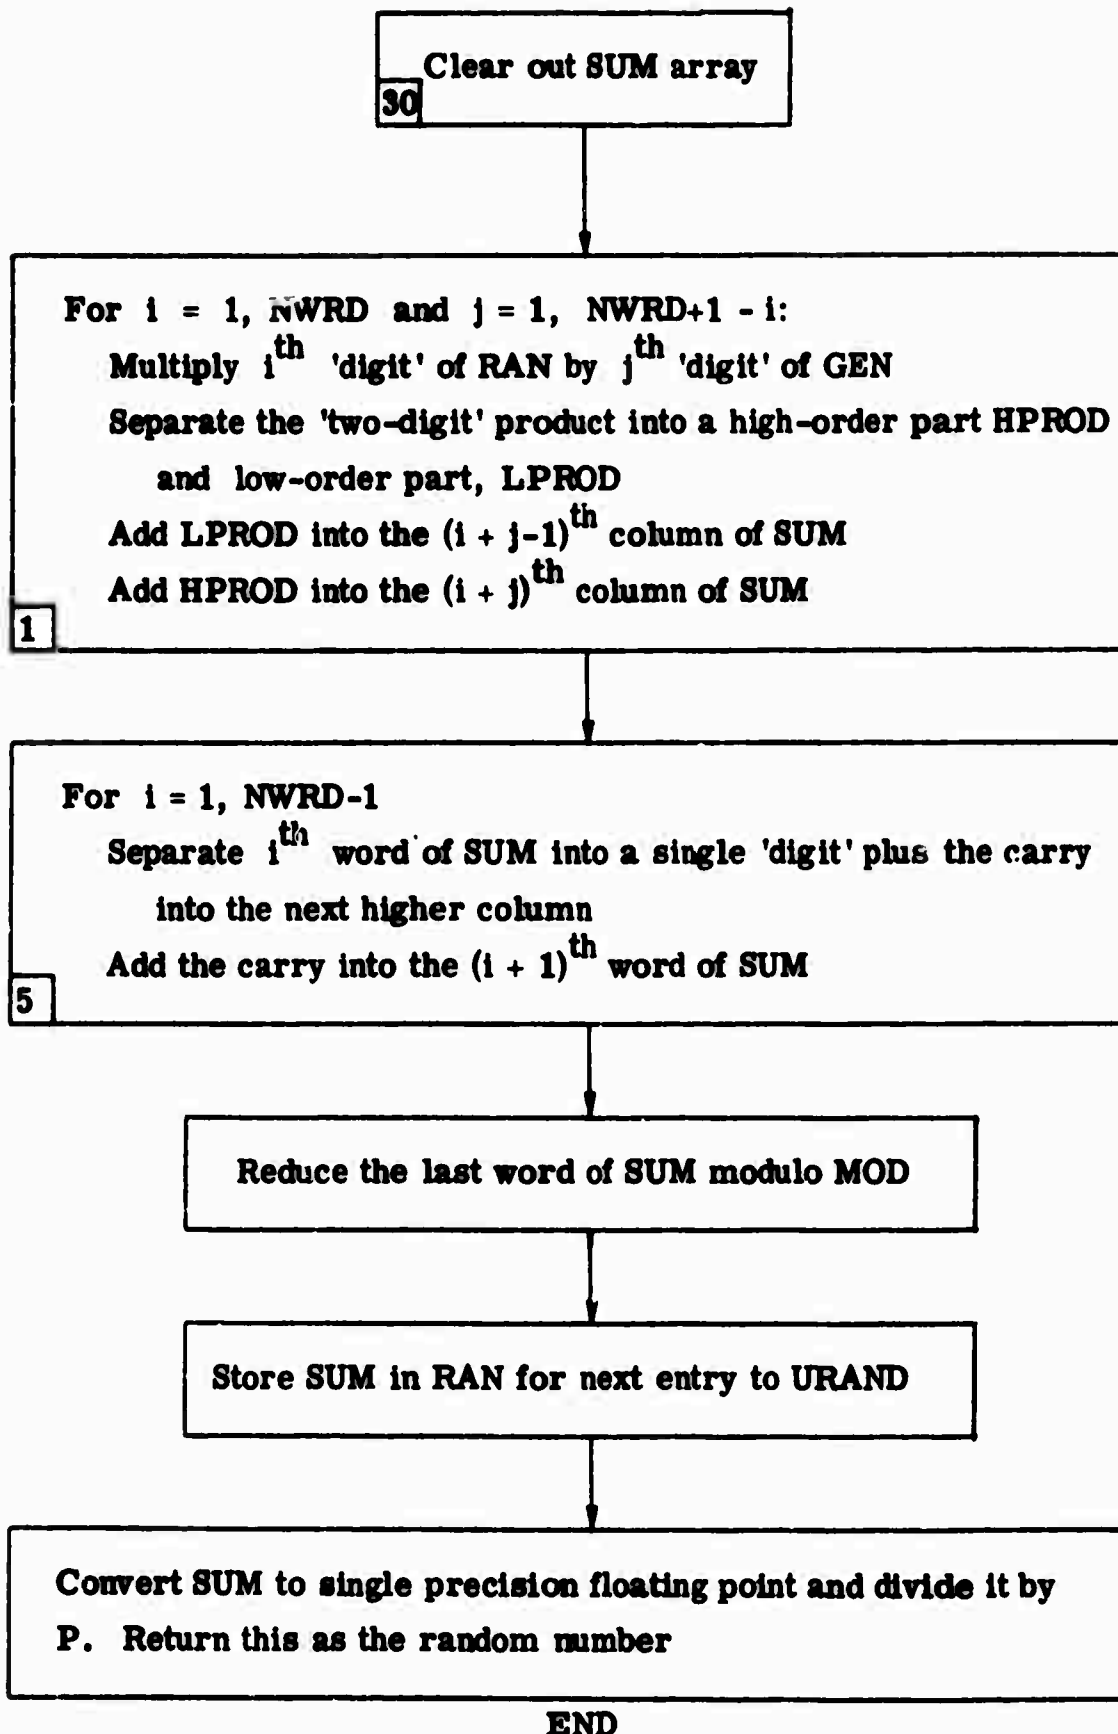 Clear out SUM array
30
For i = 1, NWRD and j = 1, NWRD+1 - i:
Multiply i^th 'digit' of RAN by j^th 'digit' of GEN
Separate the 'two-digit' product into a high-order part HPROD
and low-order part, LPROD
Add LPROD into the (i + j-1)^th column of SUM
Add HPROD into the (i + j)^th column of SUM
1
For i = 1, NWRD-1
Separate i^th word of SUM into a single 'digit' plus the carry
into the next higher column
Add the carry into the (i + 1)^th word of SUM
5
Reduce the last word of SUM modulo MOD
Store SUM in RAN for next entry to URAND
Convert SUM to single precision floating point and divide it by
P. Return this as the random number
END